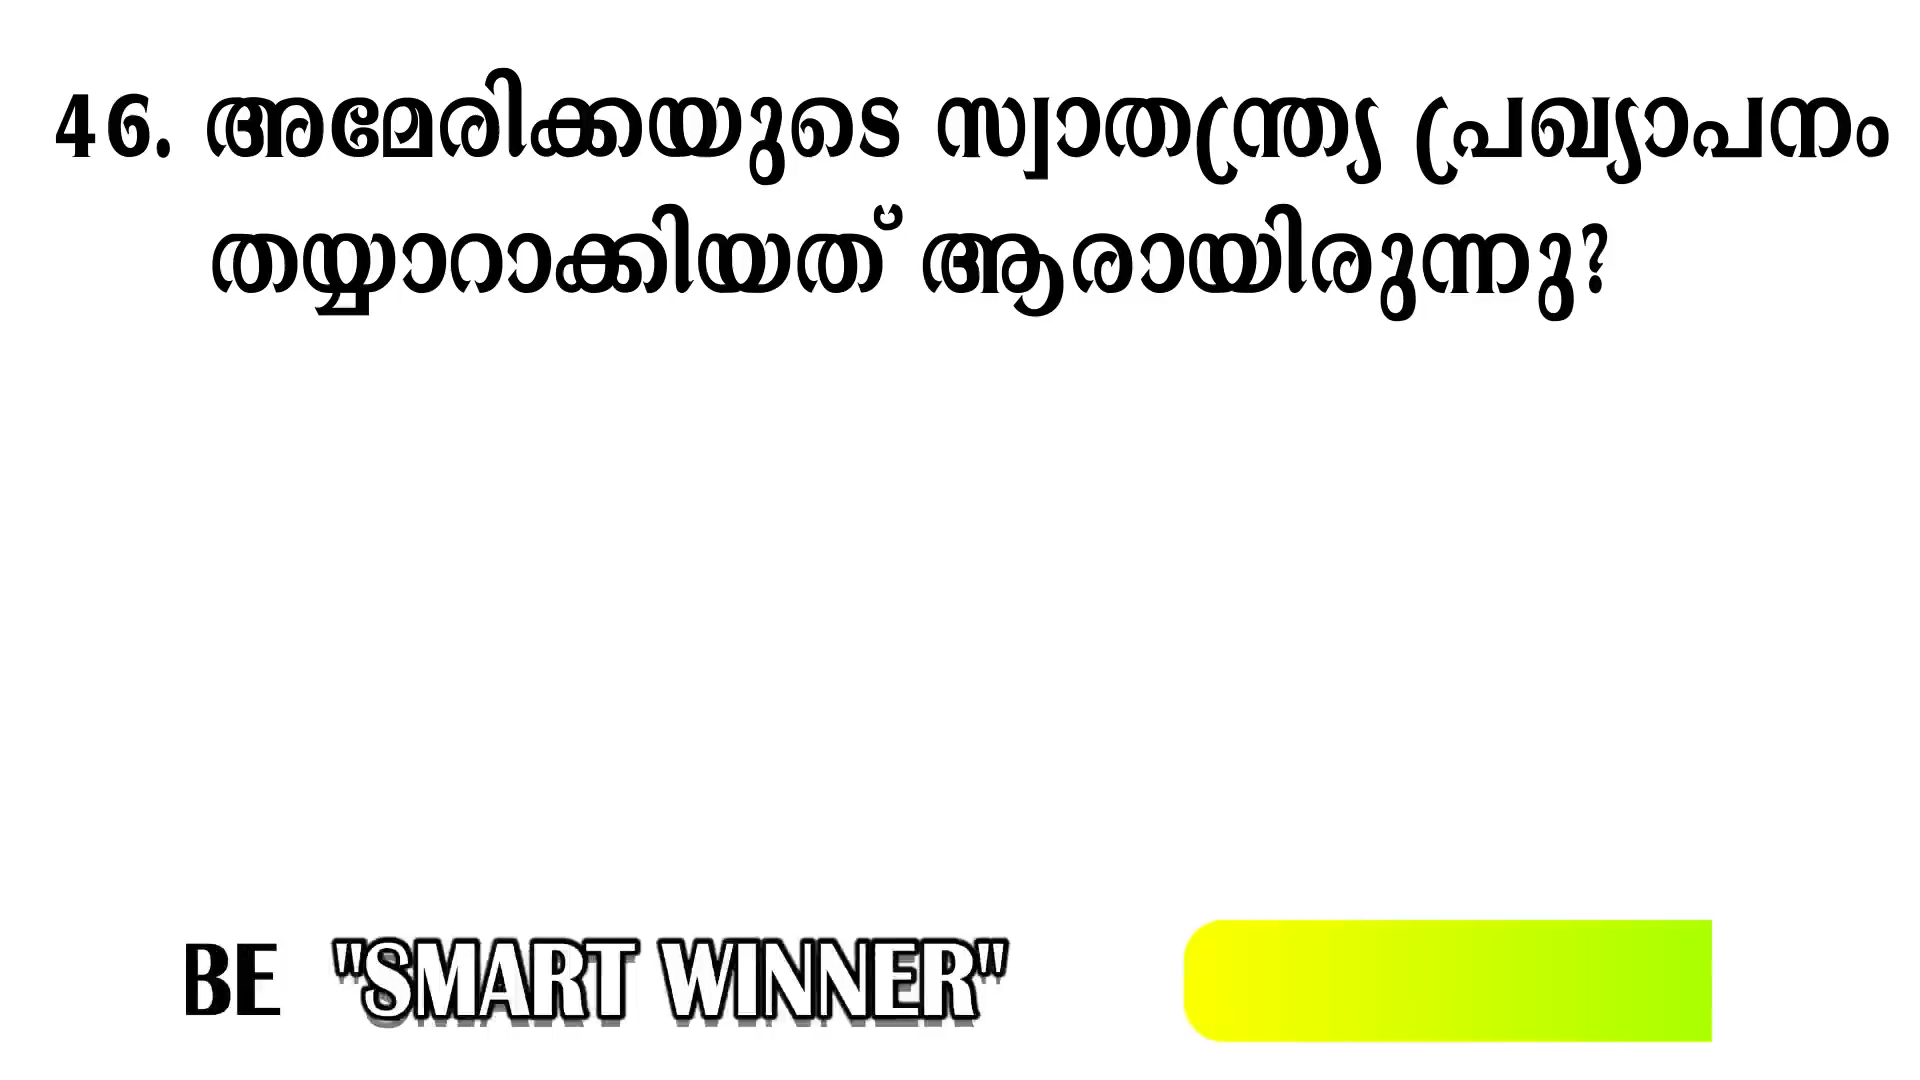 46. അമേരിക്കയുടെ സ്വാതന്ത്ര്യ പ്രഖ്യാപനം
തയ്യാറാക്കിയത് ആരായിരുന്നു?
BE "SMART WINNER"